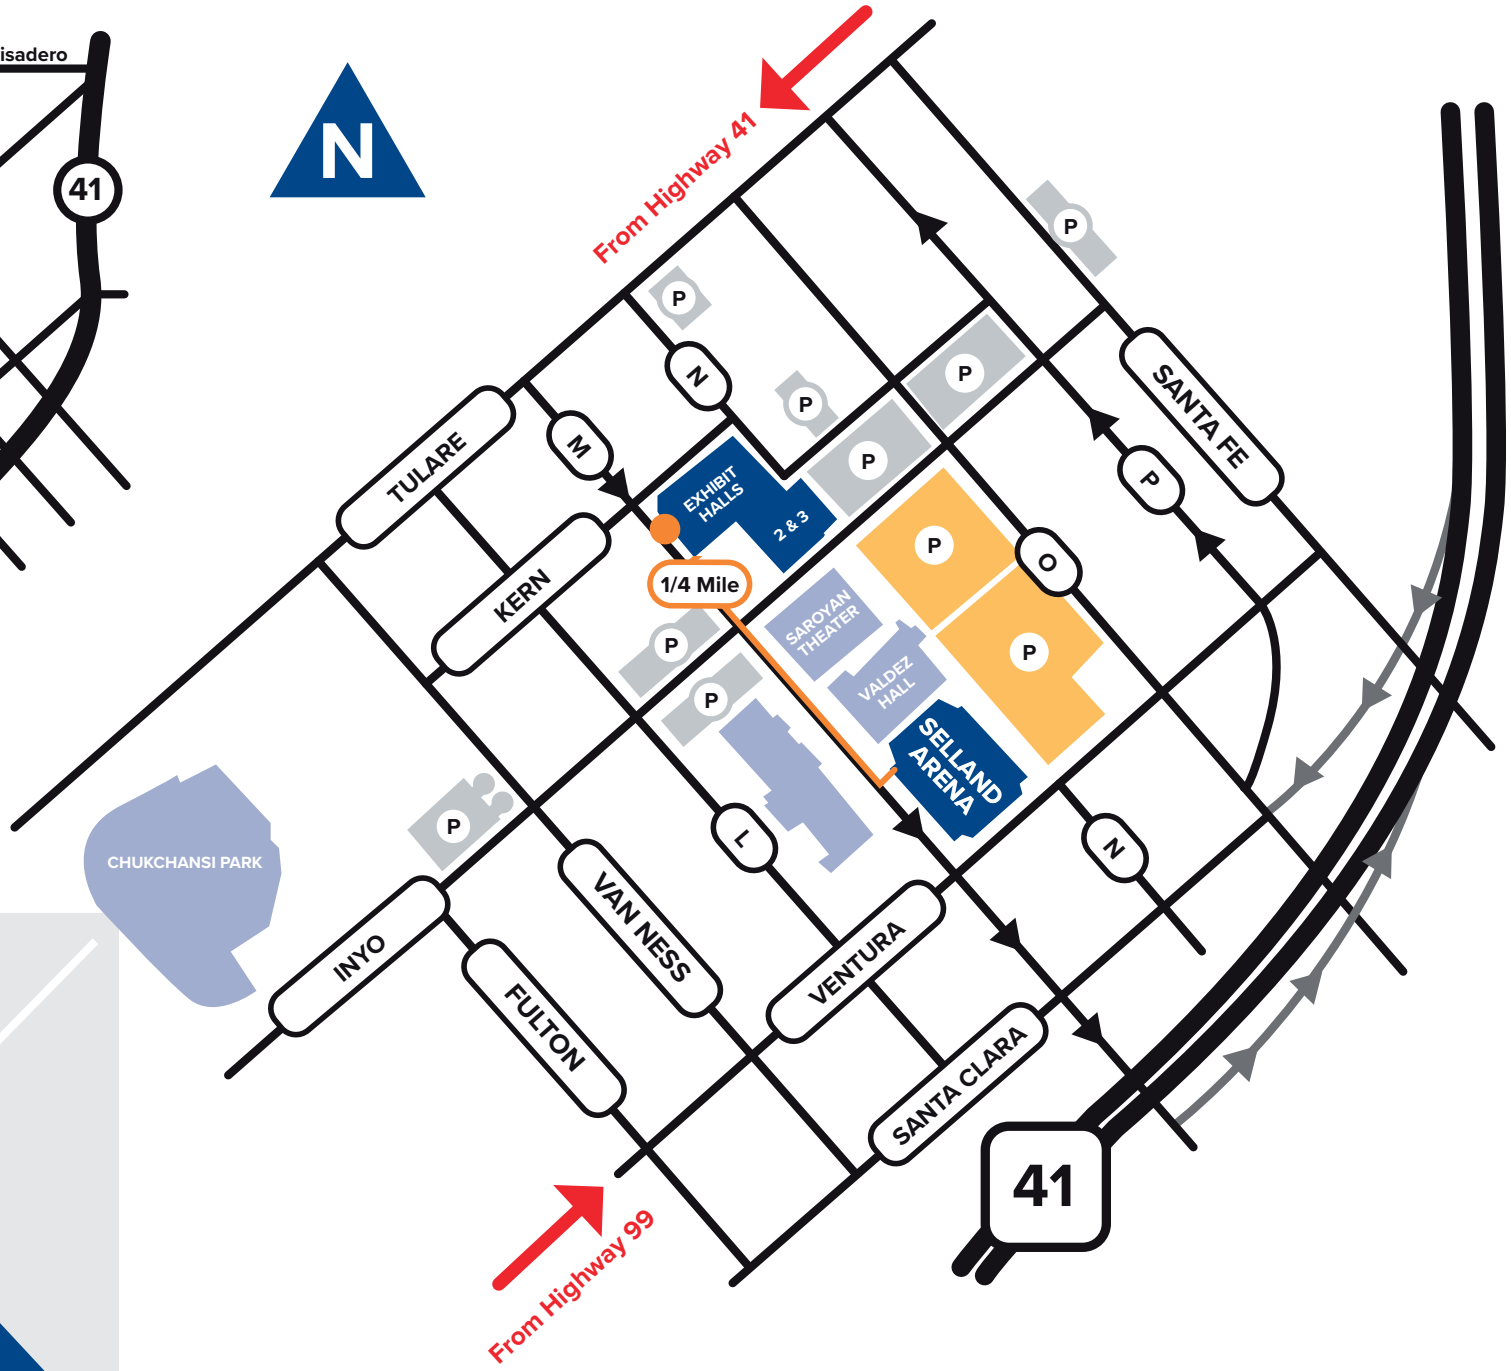 isadero
41
N
From Highway 41
P
P
N
P
P
P
TULARE
M
SANTA FE
EXHIBIT
HALLS
2 & 3
P
KERN
1/4 Mile
P
O
SAROYAN
THEATER
P
P
P
VALDEZ
HALL
SELLAND
ARENA
P
CHUKCHANSI PARK
L
N
INYO
VAN NESS
VENTURA
FULTON
SANTA CLARA
41
From Highway 99